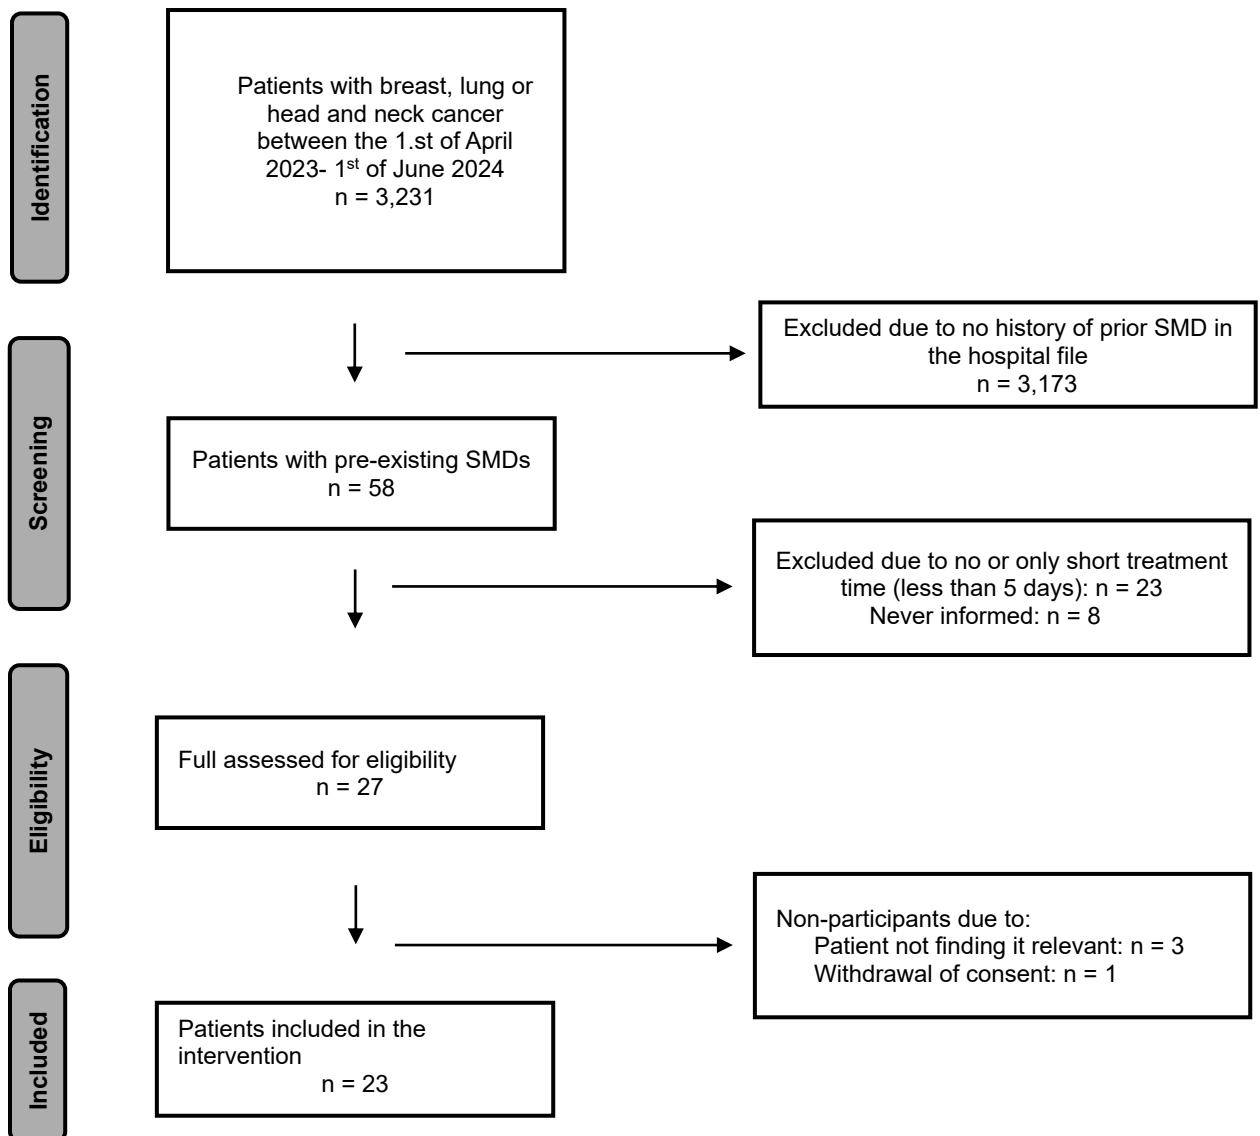 Identification
Patients with breast, lung or
head and neck cancer
between the 1.st of April
2023- 1st of June 2024
n = 3,231
Excluded due to no history of prior SMD in
the hospital file
n = 3,173
Screening
Patients with pre-existing SMDs
n = 58
Excluded due to no or only short treatment
time (less than 5 days): n = 23
Never informed: n = 8
Eligibility
Full assessed for eligibility
n = 27
Non-participants due to:
Patient not finding it relevant: n = 3
Withdrawal of consent: n = 1
Included
Patients included in the
intervention
n = 23